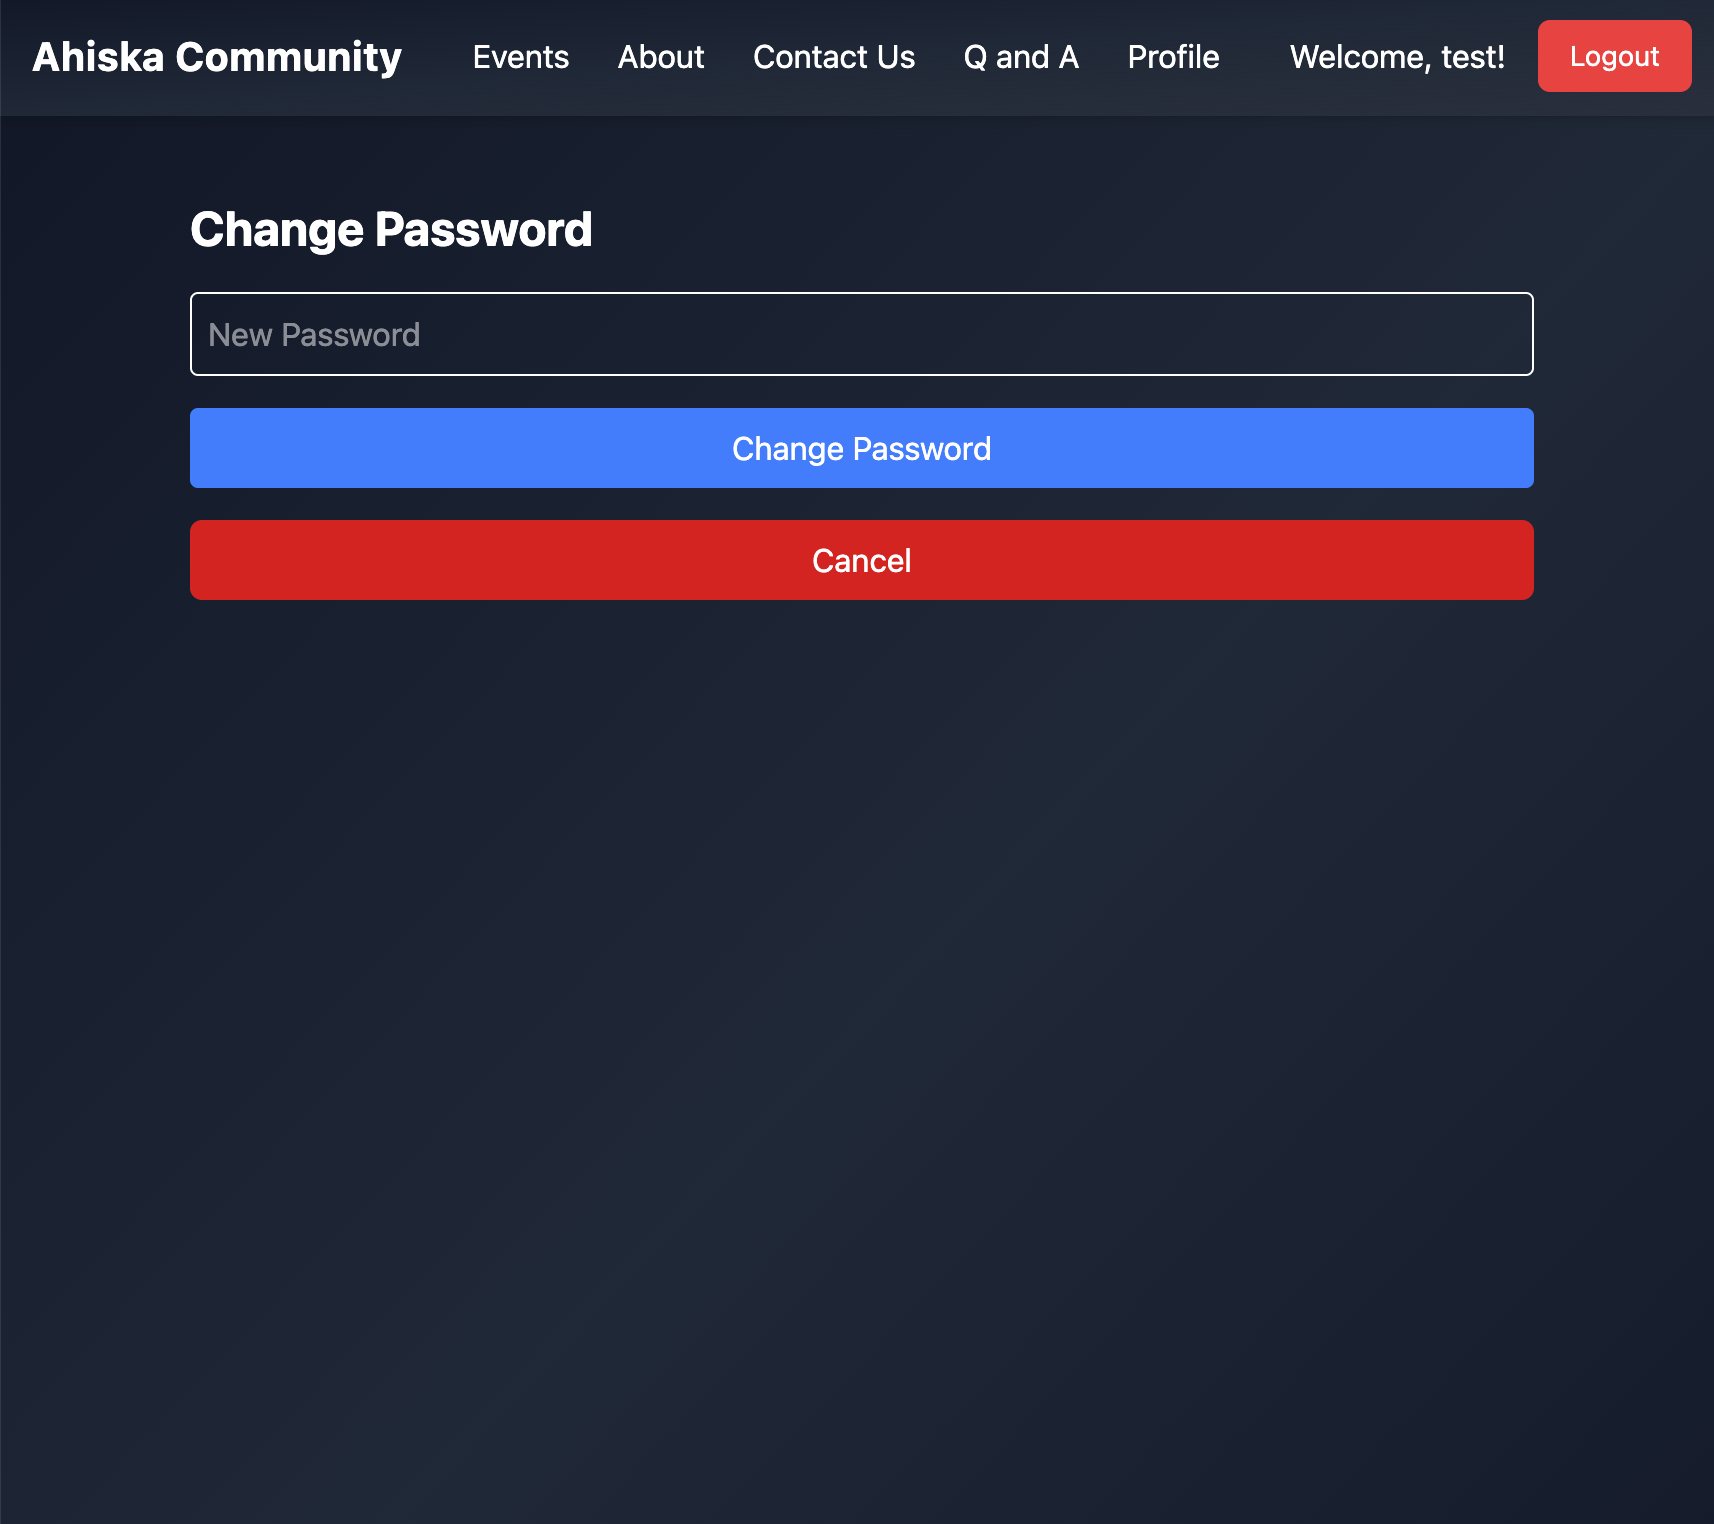 Ahiska Community Events About Contact Us Q and A Profile Welcome, test! Logout
Change Password
New Password
Change Password
Cancel